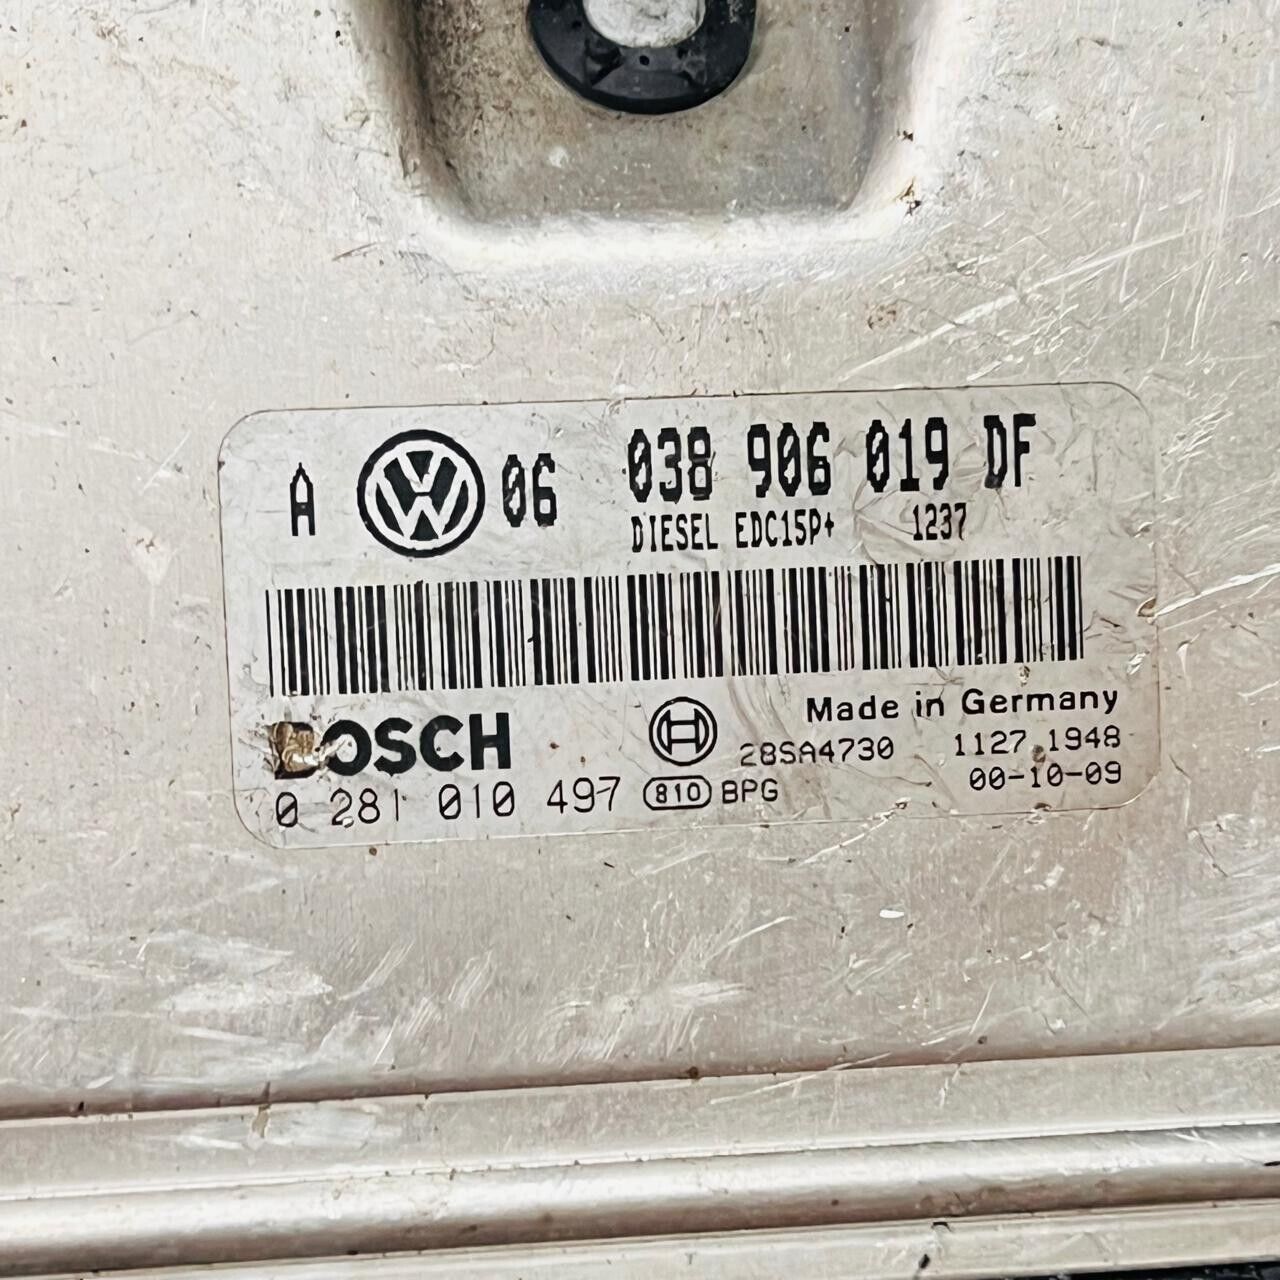 A VW 06 038 906 019 DF
DIESEL EDC15P+ 1237
BOSCH
Made in Germany
28SA4730 1127 1948
0 281 010 497 810 BPG 00-10-09